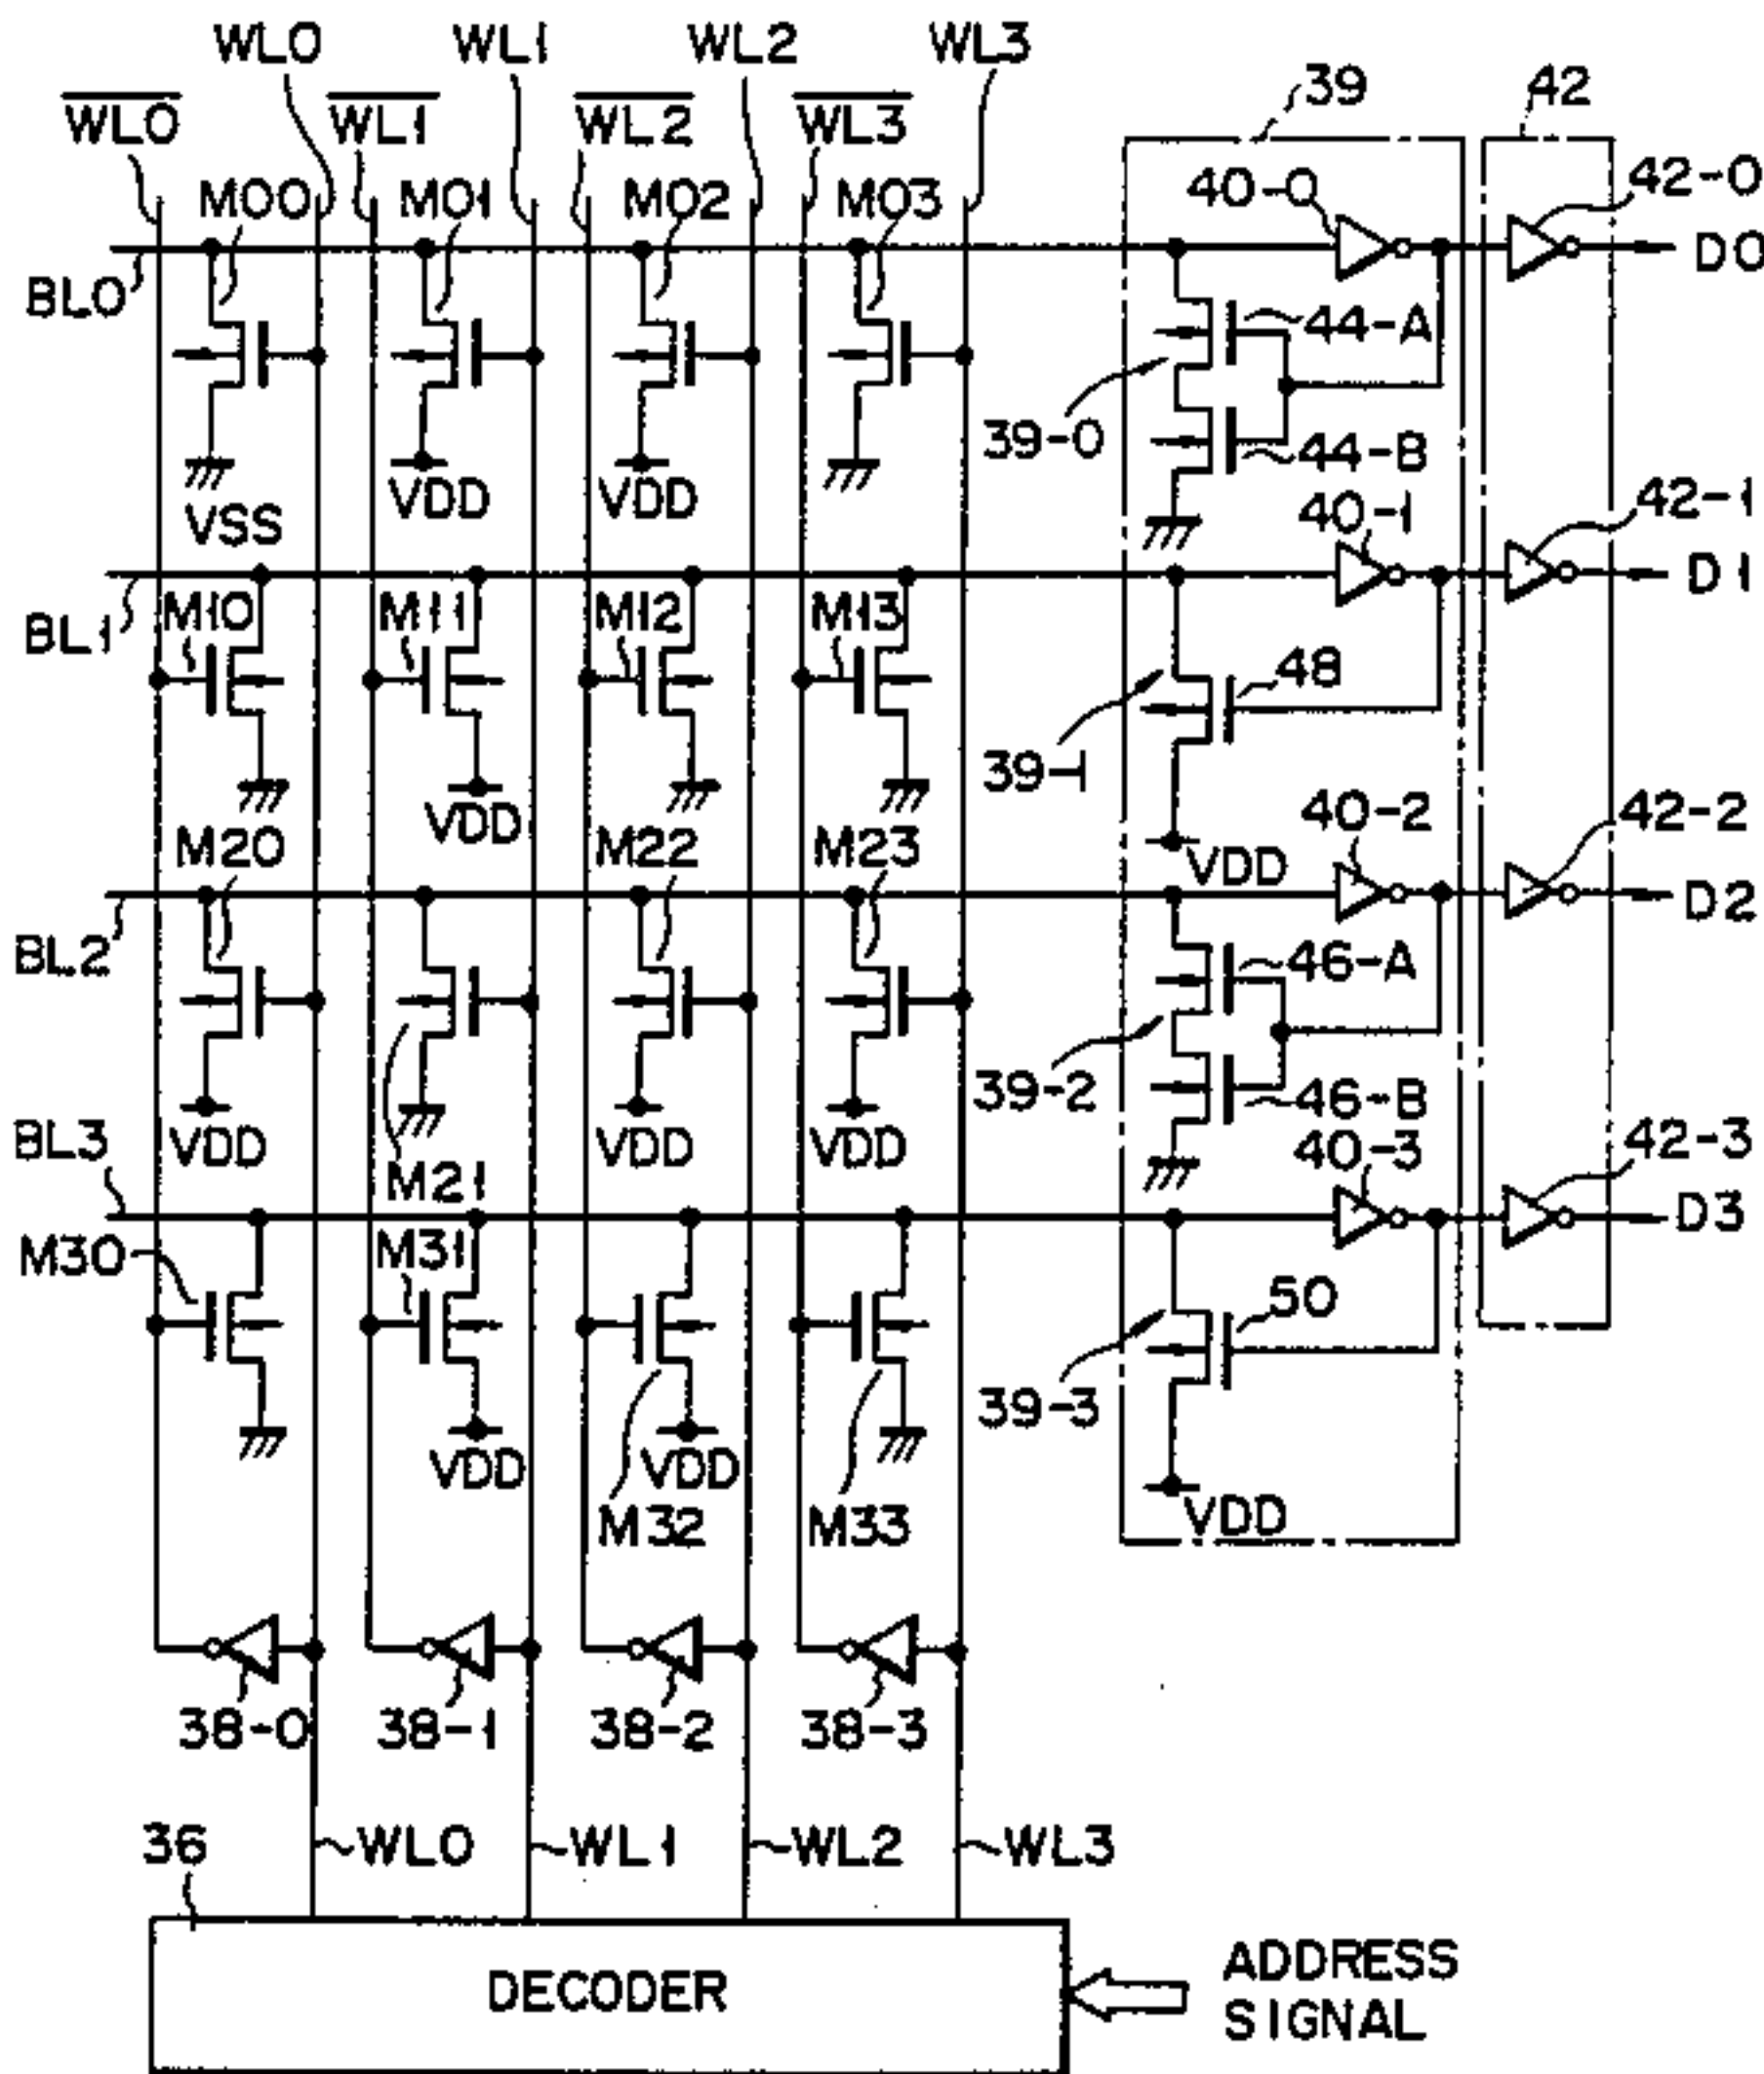 WL0 WL1 WL2 WL3
39 42
W̅L̅0̅ W̅L̅1̅ W̅L̅2̅ W̅L̅3̅
M00 M01 M02 M03 40-0 42-0
D0
BL0
44-A
39-0
44-B
VDD VDD
VSS 40-1 42-1
D1
BL1 M10 M11 M12 M13
48
39-1
VDD 40-2 42-2
M20 M22 M23 VDD
D2
BL2
46-A
39-2
46-B
BL3 VDD VDD VDD 40-3 42-3
M21
D3
M30 M31
50
39-3
VDD VDD
M32 M33 VDD
38-0 38-1 38-2 38-3
36 WL0 WL1 WL2 WL3
DECODER
ADDRESS
SIGNAL